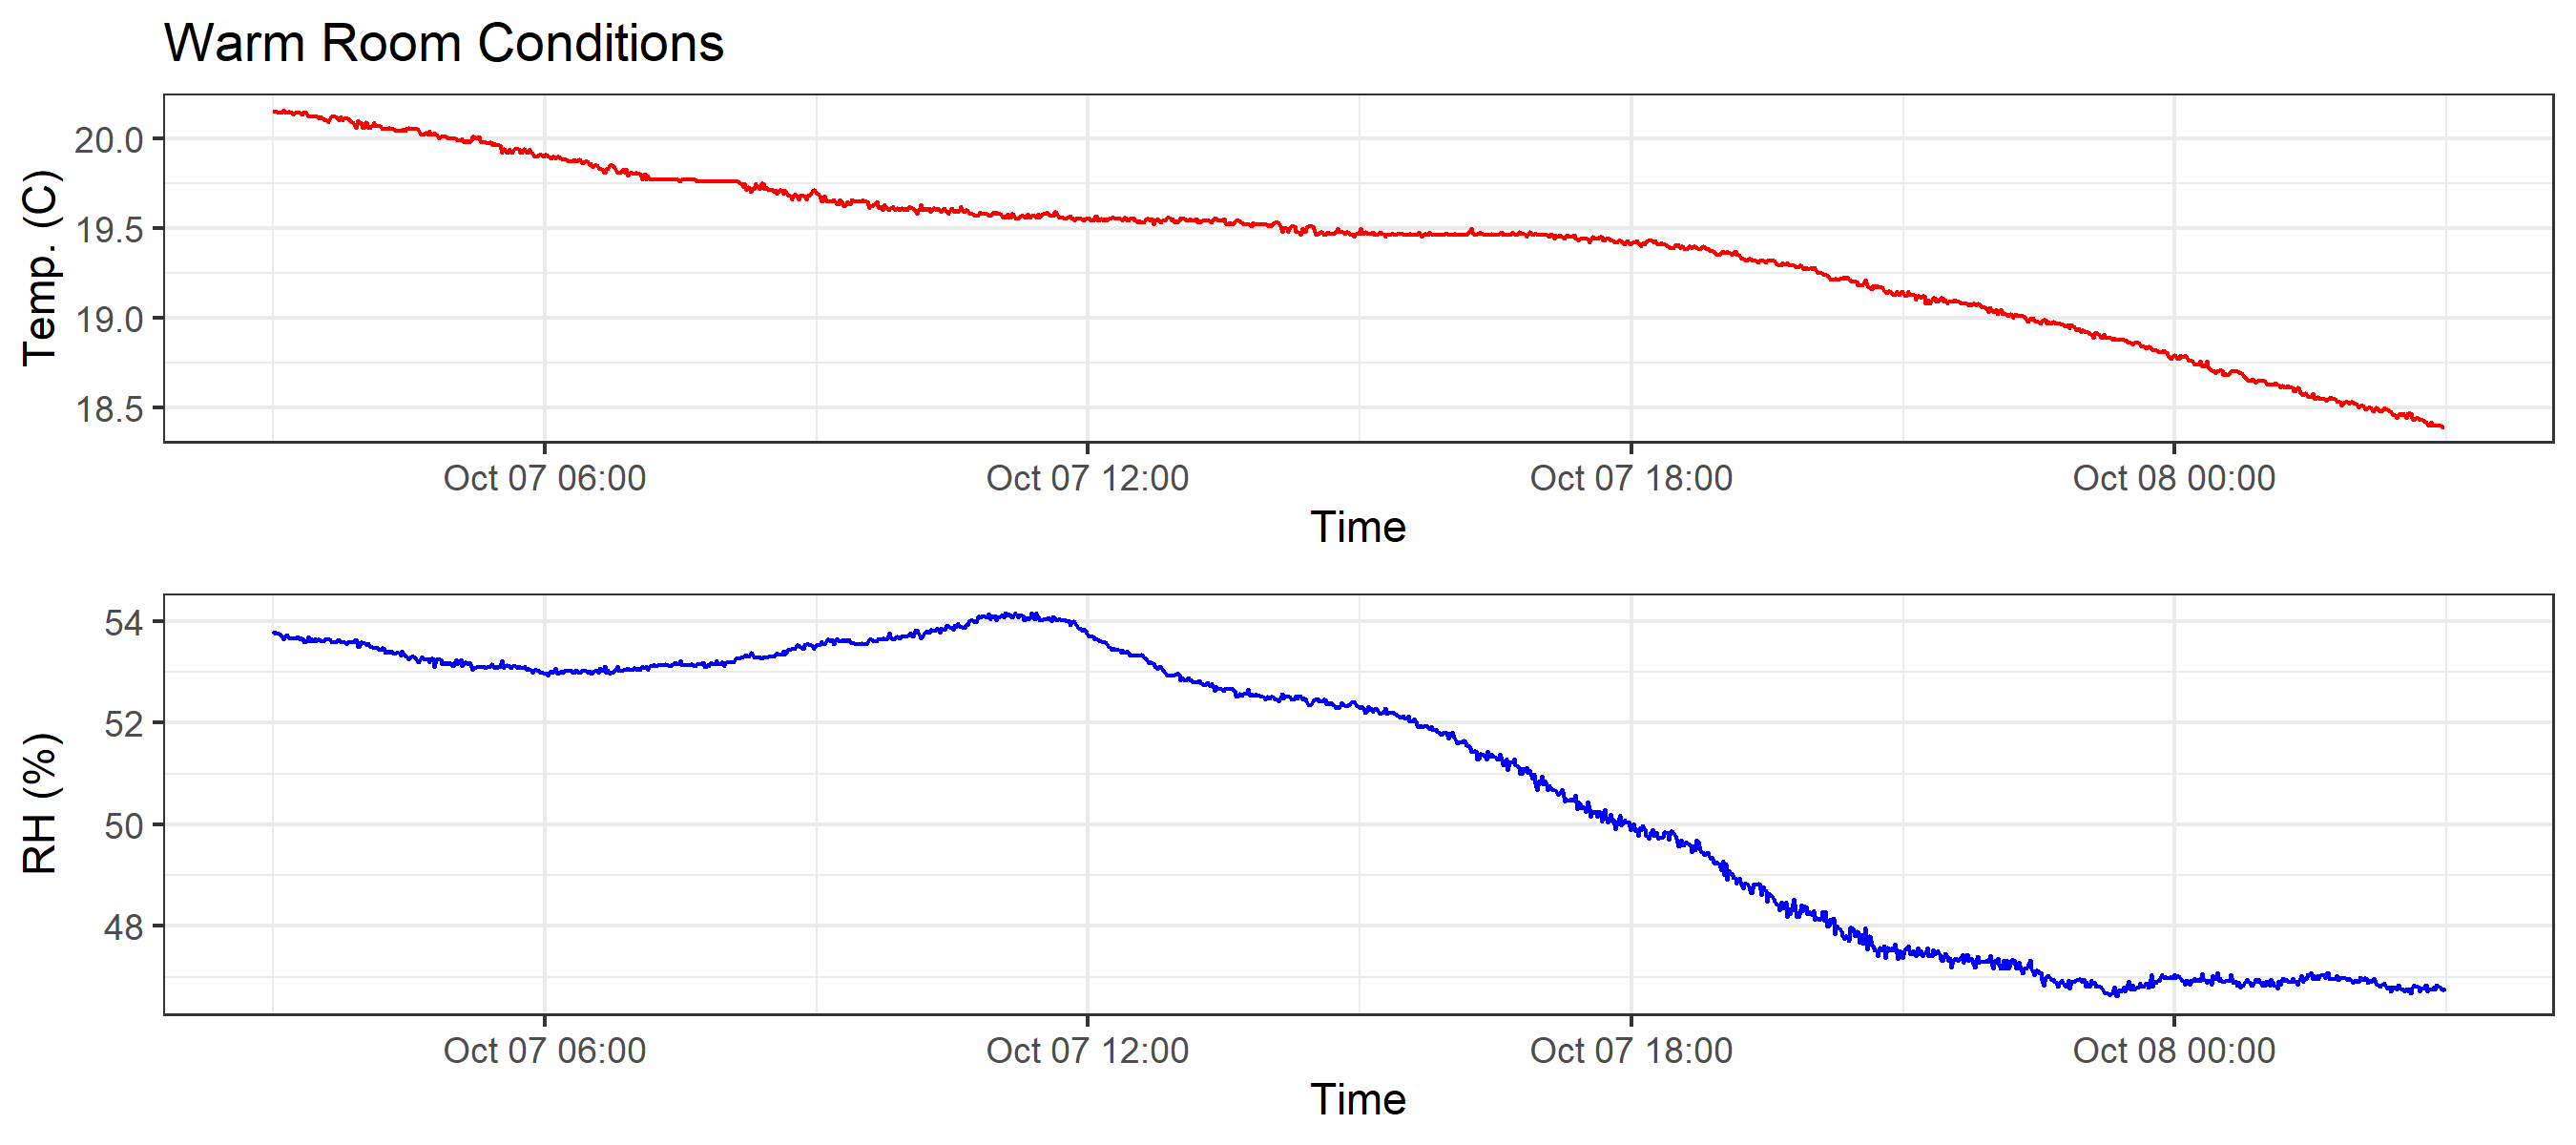 Warm Room Conditions
Temp. (C)
20.0
19.5
19.0
18.5
Oct 07 06:00 Oct 07 12:00 Oct 07 18:00 Oct 08 00:00
Time
RH (%)
54
52
50
48
Oct 07 06:00 Oct 07 12:00 Oct 07 18:00 Oct 08 00:00
Time